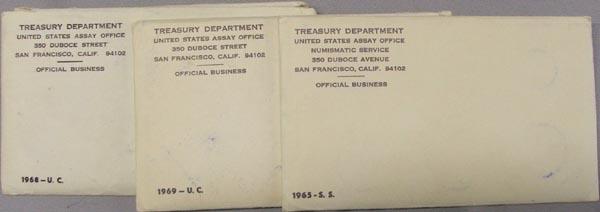 TREASURY DEPARTMENT
UNITED STATES ASSAY OFFICE
350 DUBOCE STREET
SAN FRANCISCO, CALIF. 94102
OFFICIAL BUSINESS
1968-U. C.
TREASURY DEPARTMENT
UNITED STATES ASSAY OFFICE
350 DUBOCE STREET
SAN FRANCISCO, CALIF. 94102
OFFICIAL BUSINESS
1969-U. C.
TREASURY DEPARTMENT
UNITED STATES ASSAY OFFICE
NUMISMATIC SERVICE
350 DUBOCE AVENUE
SAN FRANCISCO, CALIF. 94102
OFFICIAL BUSINESS
1965-S. S.